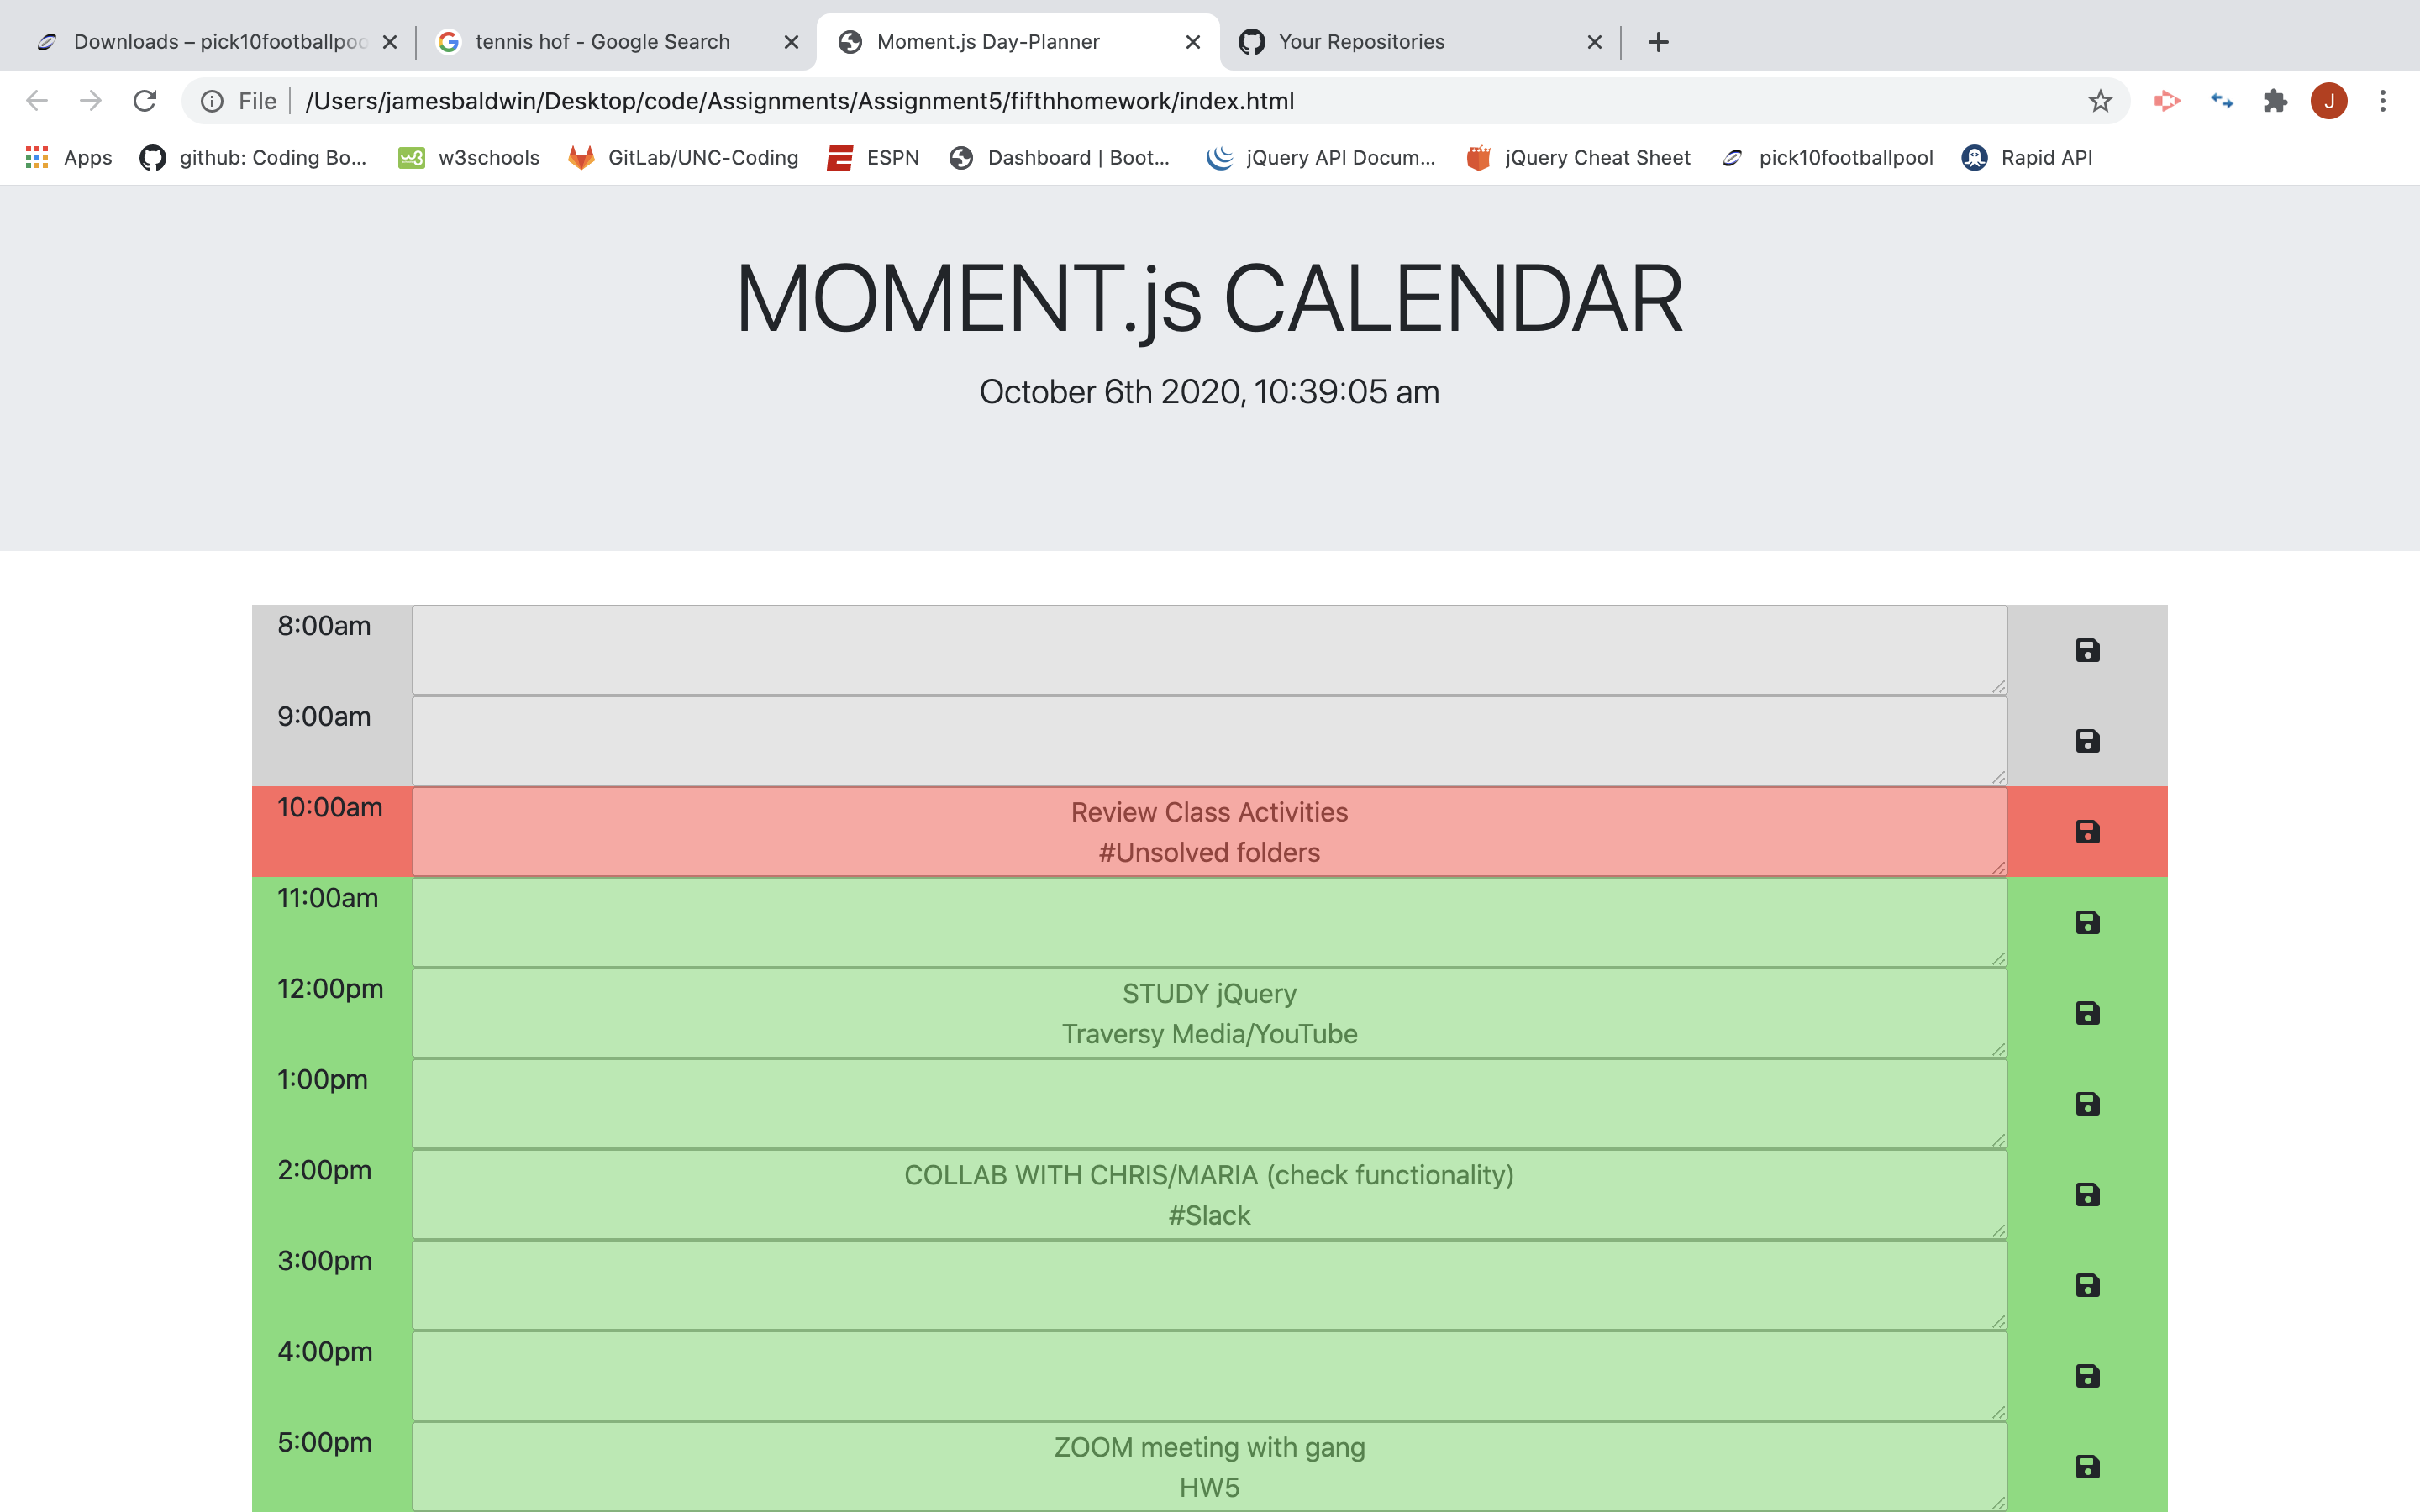 Downloads – pick10footballpoo
tennis hof - Google Search
Moment.js Day-Planner
Your Repositories
File
/Users/jamesbaldwin/Desktop/code/Assignments/Assignment5/fifthhomework/index.html
J
Apps
github: Coding Bo...
w3schools
GitLab/UNC-Coding
ESPN
Dashboard | Boot...
jQuery API Docum...
jQuery Cheat Sheet
pick10footballpool
Rapid API
MOMENT.js CALENDAR
October 6th 2020, 10:39:05 am
8:00am
9:00am
10:00am
Review Class Activities
#Unsolved folders
11:00am
12:00pm
STUDY jQuery
Traversy Media/YouTube
1:00pm
2:00pm
COLLAB WITH CHRIS/MARIA (check functionality)
#Slack
3:00pm
4:00pm
5:00pm
ZOOM meeting with gang
HW5